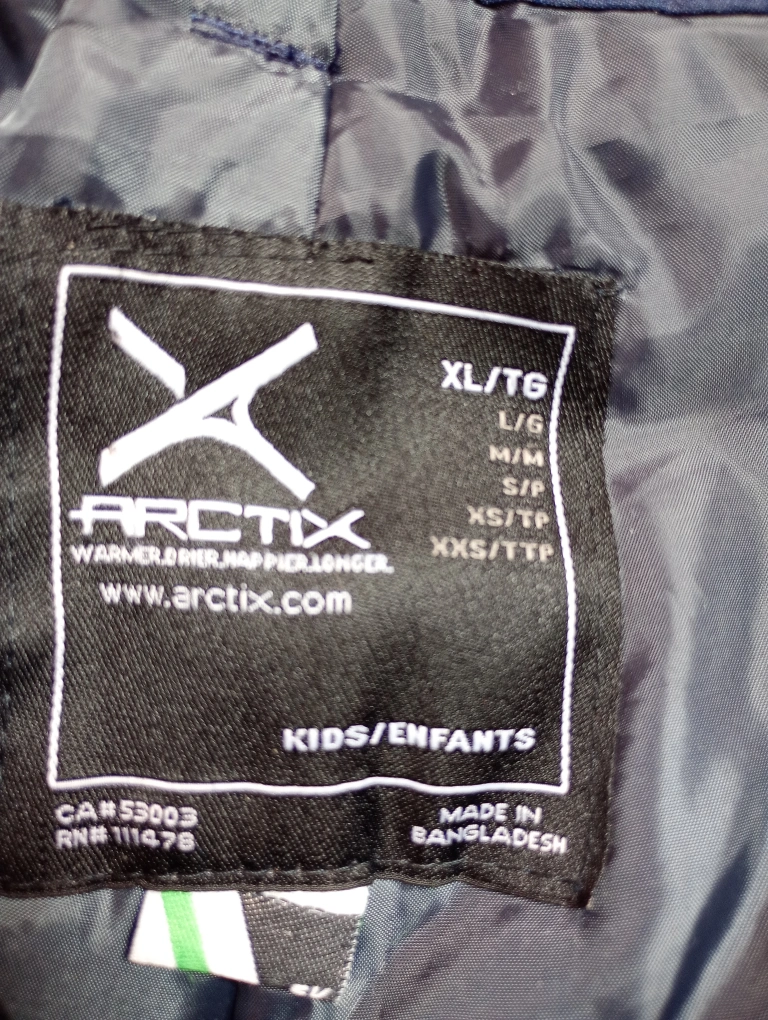 XL/TG
L/G
M/M
S/P
XS/TP
XXS/TTP
ARCTIX
WARMER.DRIER.HAPPIER.LONGER.
www.arctix.com
KIDS/ENFANTS
CA#53003
RN#111478
MADE IN
BANGLADESH